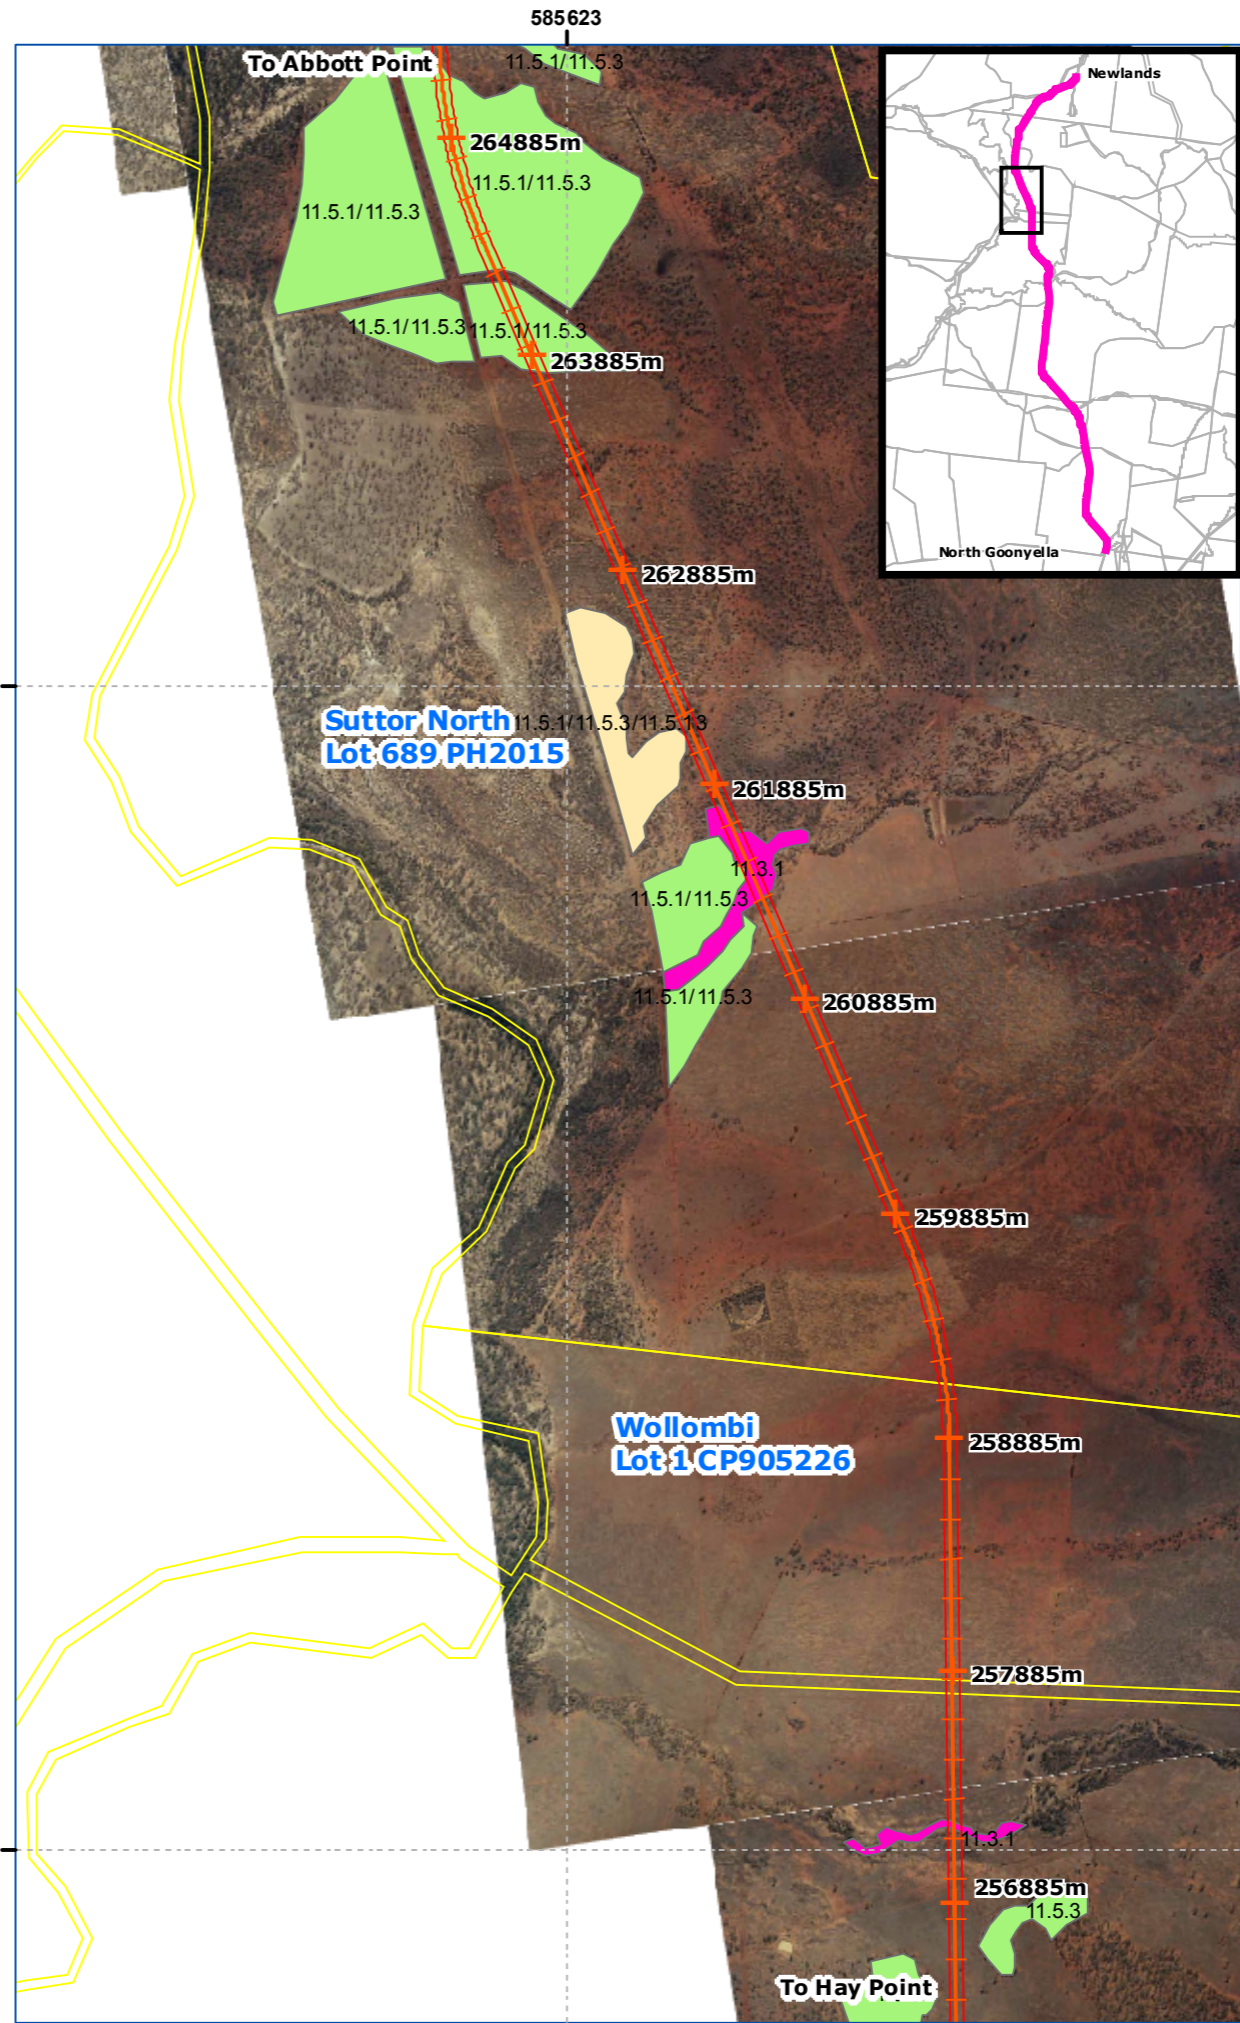 585623
To Abbott Point
11.5.1/11.5.3
Newlands
264885m
11.5.1/11.5.3
11.5.1/11.5.3
11.5.1/11.5.3
11.5.1/11.5.3
263885m
North Goonyella
262885m
Suttor North
Lot 689 PH2015
11.5.1/11.5.3/11.5.13
261885m
11.3.1
11.5.1/11.5.3
11.5.1/11.5.3
260885m
259885m
Wollombi
Lot 1 CP905226
258885m
257885m
11.3.1
256885m
11.5.3
To Hay Point